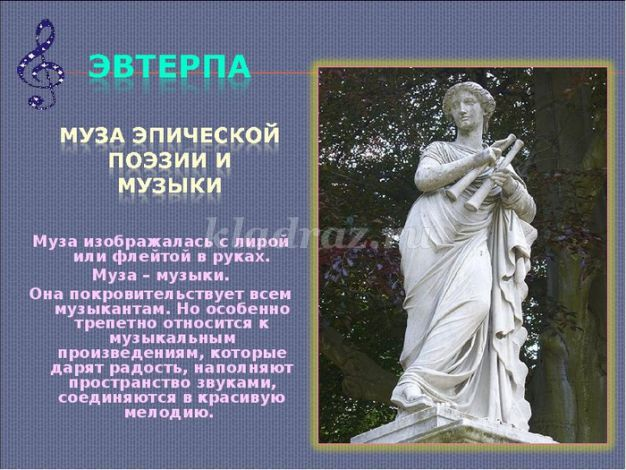 ЭВТЕРПА
МУЗА ЭПИЧЕСКОЙ
ПОЭЗИИ И
МУЗЫКИ
Муза изображалась с лирой
или флейтой в руках.
Муза – музыки.
Она покровительствует всем
музыкантам. Но особенно
трепетно относится к
музыкальным
произведениям, которые
дарят радость, наполняют
пространство звуками,
соединяются в красивую
мелодию.
kladraz.ru